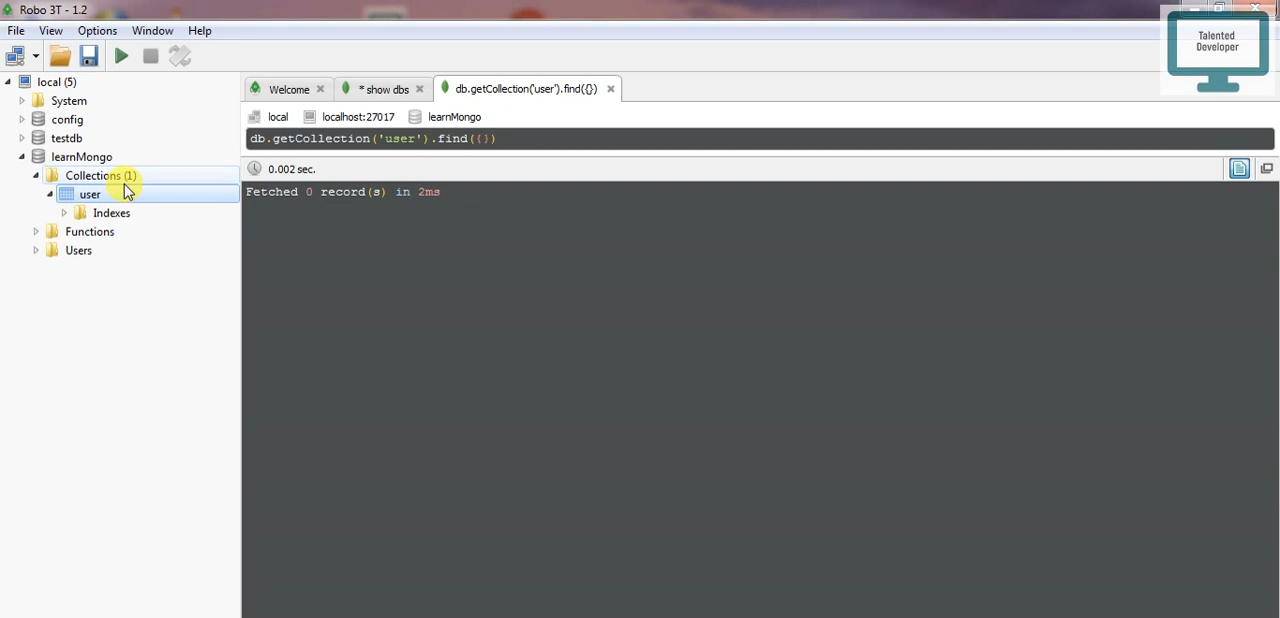 Robo 3T - 1.2
File View Options Window Help
Talented
Developer
local (5)
System
config
testdb
learnMongo
Collections (1)
user
Indexes
Functions
Users
Welcome
* show dbs
db.getCollection('user').find({})
local localhost:27017 learnMongo
db.getCollection('user').find({})
0.002 sec.
Fetched 0 record(s) in 2ms